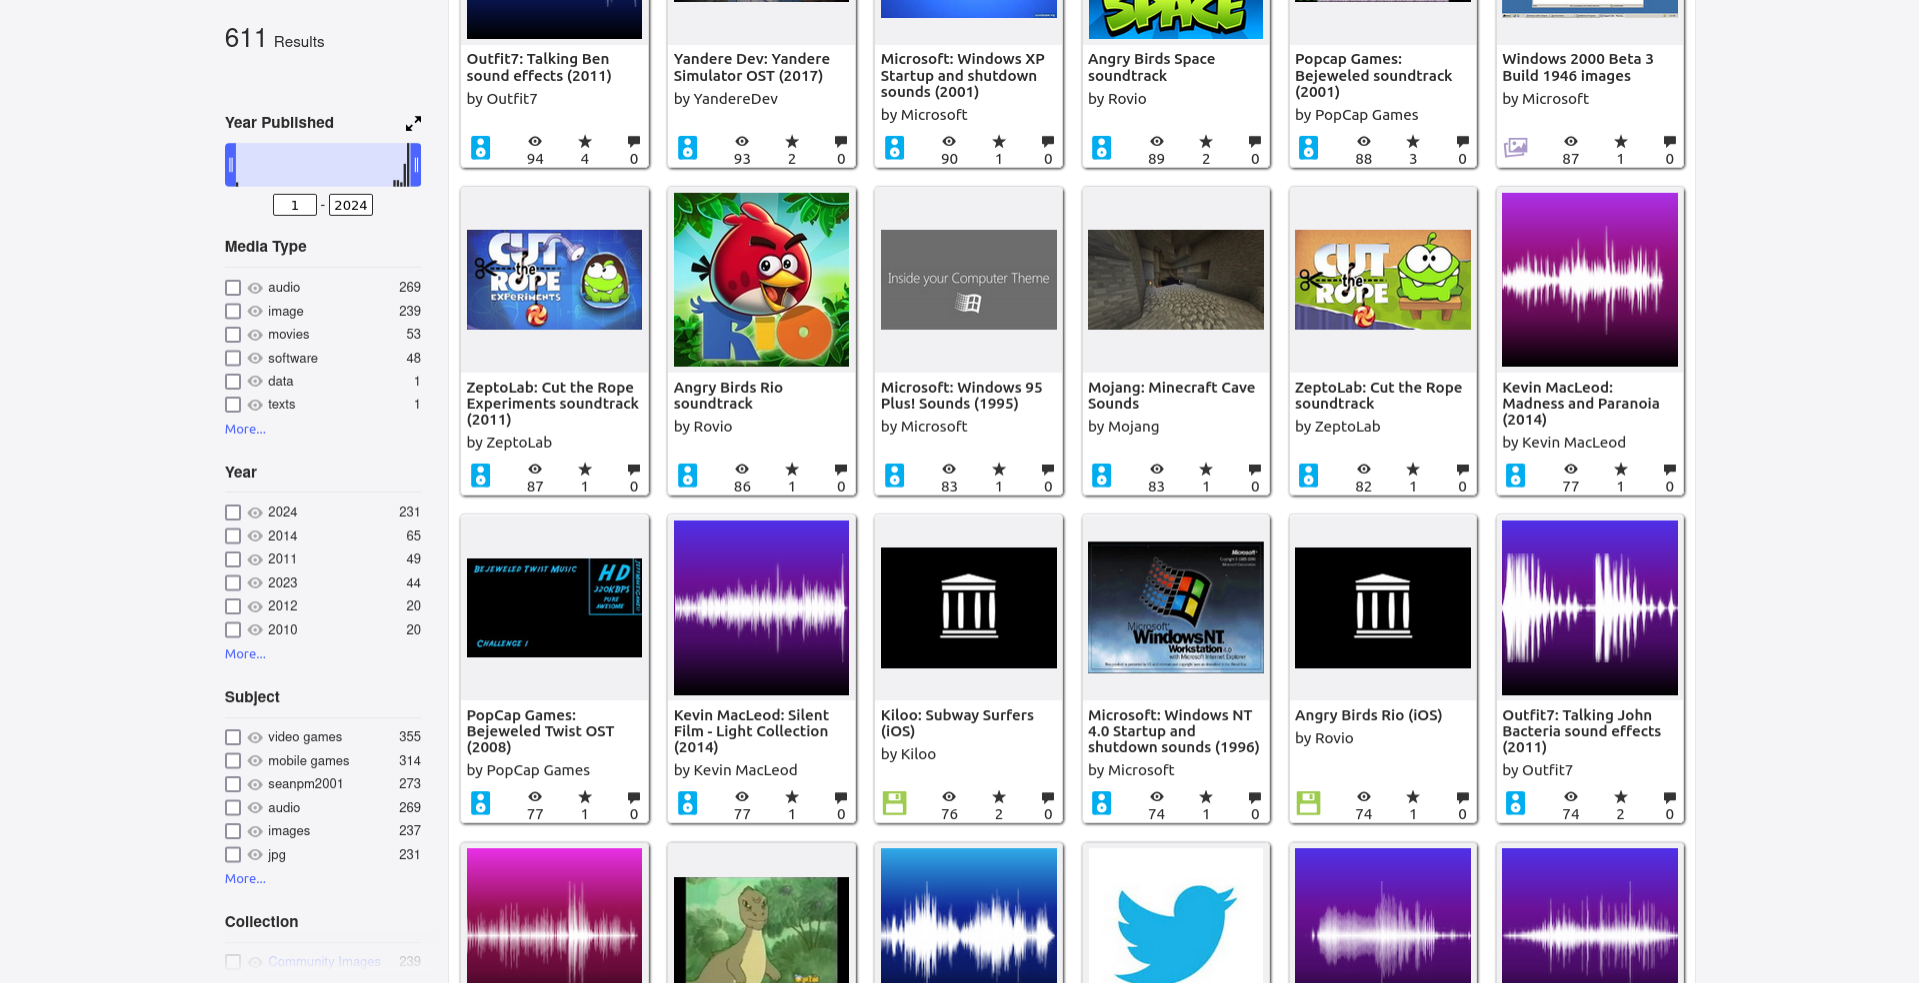 611 Results
Year Published
1 - 2024
Media Type
audio 269
image 239
movies 53
software 48
data 1
texts 1
More...
Year
2024 231
2014 65
2011 49
2023 44
2012 20
2010 20
More...
Subject
video games 355
mobile games 314
seanpm2001 273
audio 269
images 237
jpg 231
More...
Collection
Community Images 239
Outfit7: Talking Ben
sound effects (2011)
by Outfit7
94 4 0
Yandere Dev: Yandere
Simulator OST (2017)
by YandereDev
93 2 0
Microsoft: Windows XP
Startup and shutdown
sounds (2001)
by Microsoft
90 1 0
SPACE
Angry Birds Space
soundtrack
by Rovio
89 2 0
Popcap Games:
Bejeweled soundtrack
(2001)
by PopCap Games
88 3 0
Windows 2000 Beta 3
Build 1946 images
by Microsoft
87 1 0
CUT
the
ROPE
EXPERIMENTS
ZeptoLab: Cut the Rope
Experiments soundtrack
(2011)
by ZeptoLab
87 1 0
RIO
Angry Birds Rio
soundtrack
by Rovio
86 1 0
Inside your Computer Theme
Microsoft: Windows 95
Plus! Sounds (1995)
by Microsoft
83 1 0
Mojang: Minecraft Cave
Sounds
by Mojang
83 1 0
CUT
the
ROPE
ZeptoLab: Cut the Rope
soundtrack
by ZeptoLab
82 1 0
Kevin MacLeod:
Madness and Paranoia
(2014)
by Kevin MacLeod
77 1 0
Bejeweled Twist Music
HD
320KBPS
PURE
AWESOME
Challenge 1
PopCap Games:
Bejeweled Twist OST
(2008)
by PopCap Games
77 1 0
Kevin MacLeod: Silent
Film - Light Collection
(2014)
by Kevin MacLeod
77 1 0
Kiloo: Subway Surfers
(iOS)
by Kiloo
76 2 0
Microsoft
Microsoft
Windows NT
Workstation 4.0
with Microsoft Internet Explorer
Microsoft: Windows NT
4.0 Startup and
shutdown sounds (1996)
by Microsoft
74 1 0
Angry Birds Rio (iOS)
by Rovio
74 1 0
Outfit7: Talking John
Bacteria sound effects
(2011)
by Outfit7
74 2 0